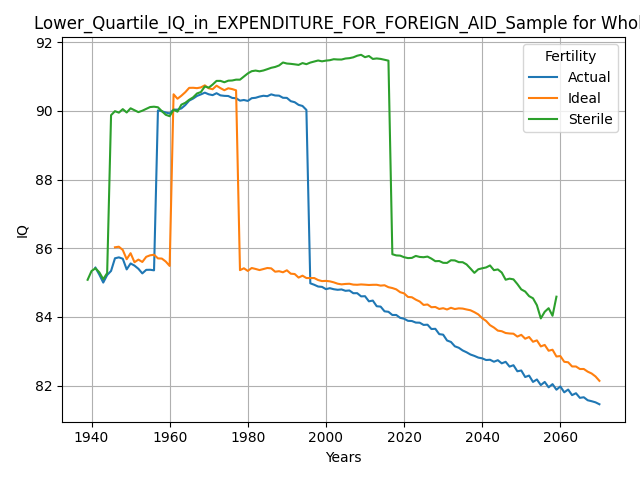 Lower_Quartile_IQ_in_EXPENDITURE_FOR_FOREIGN_AID_Sample for Whol
92
90
88
86
84
82
IQ
Fertility
Actual
Ideal
Sterile
1940 1960 1980 2000 2020 2040 2060
Years